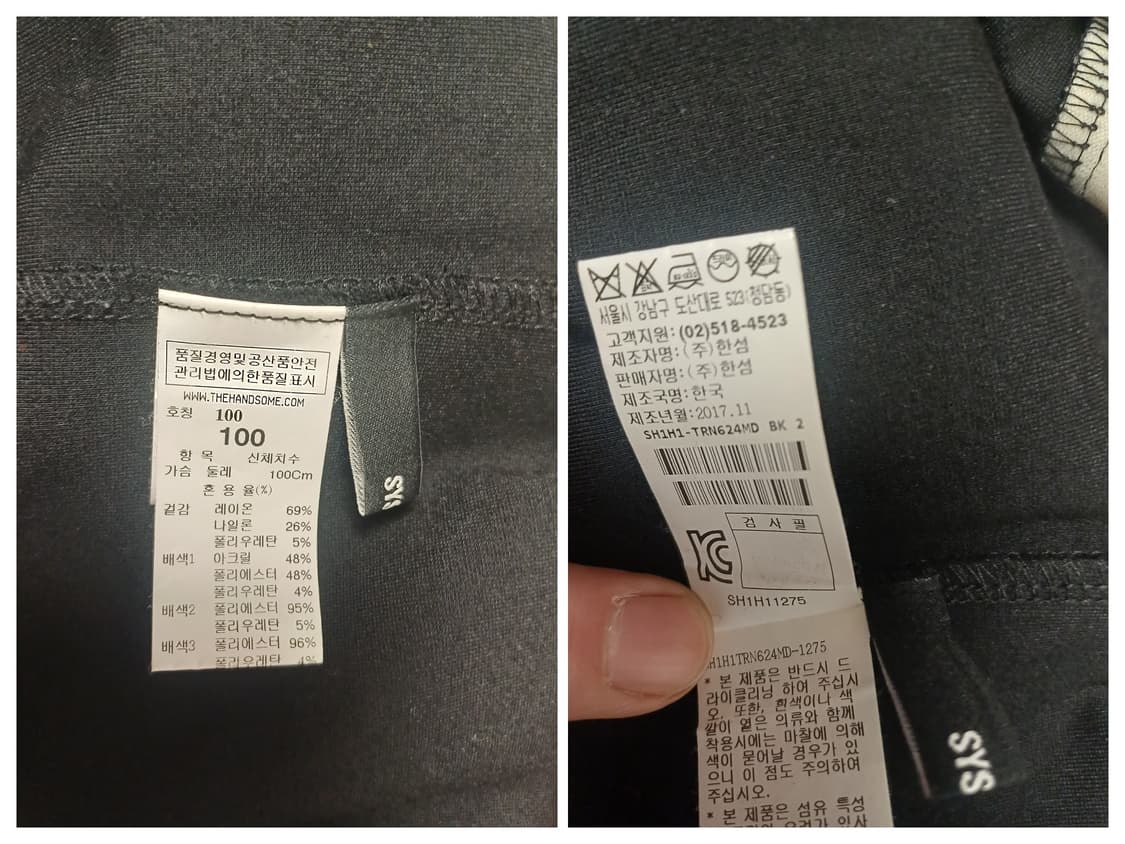 품질경영및공산품안전
관리법에의한품질표시
WWW.THEHANDSOME.COM
호칭 100
100
항 목 신체치수
가슴 둘레 100Cm
혼 용 율(%)
겉감 레이온 69%
나일론 26%
폴리우레탄 5%
배색1 아크릴 48%
폴리에스터 48%
폴리우레탄 4%
배색2 폴리에스터 95%
폴리우레탄 5%
배색3 폴리에스터 96%
폴리우레탄 4%
SYS
서울시 강남구 도산대로 523(청담동)
고객지원: (02)518-4523
제조자명: (주)한섬
판매자명: (주)한섬
제조국명: 한국
제조년월: 2017.11
SH1H1-TRN624MD BK 2
검 사 필
SH1H11275
SH1H1TRN624MD-1275
* 본 제품은 반드시 드
라이클리닝 하여 주십시
오. 또한, 흰색이나 색
깔이 옅은 의류와 함께
착용시에는 마찰에 의해
색이 묻어날 경우가 있
으니 이 점도 주의하여
주십시오.
* 본 제품은 섬유 특성
SYS